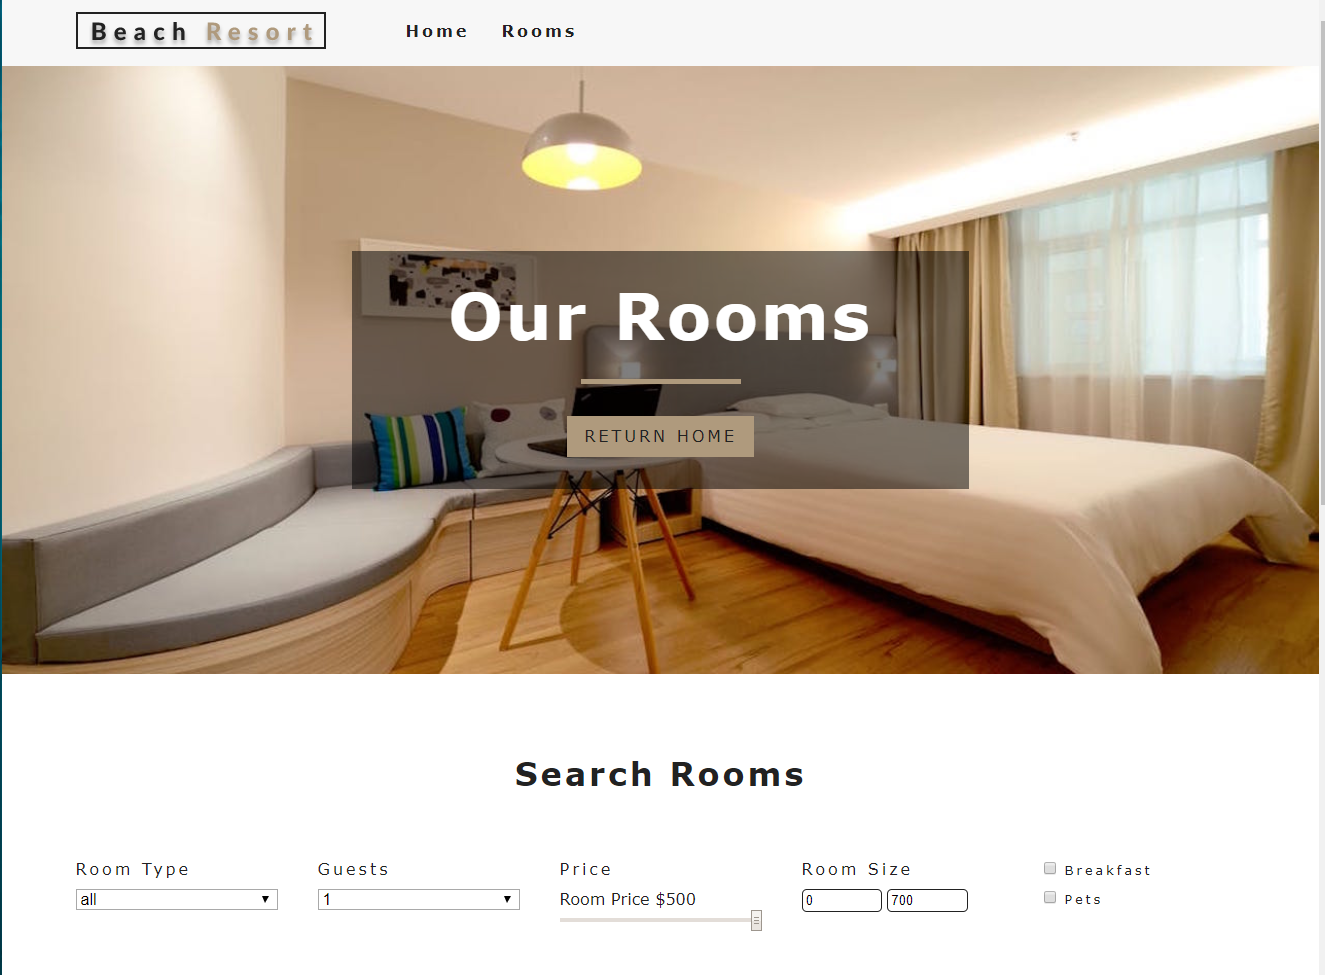 Beach Resort
Home Rooms
Our Rooms
RETURN HOME
Search Rooms
Room Type Guests Price Room Size Breakfast
all 1 Room Price $500 0 700 Pets